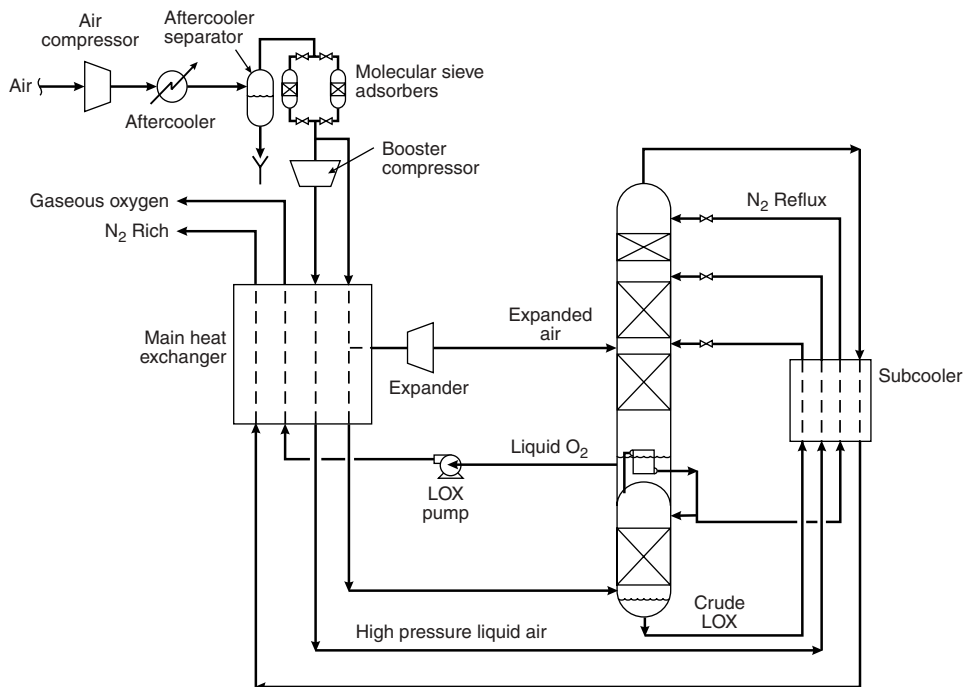 Air
compressor
Aftercooler
separator
Air
Aftercooler
Molecular sieve
adsorbers
Booster
compressor
Gaseous oxygen
N2 Rich
N2 Reflux
Main heat
exchanger
Expander
Expanded
air
Subcooler
Liquid O2
LOX
pump
Crude
LOX
High pressure liquid air